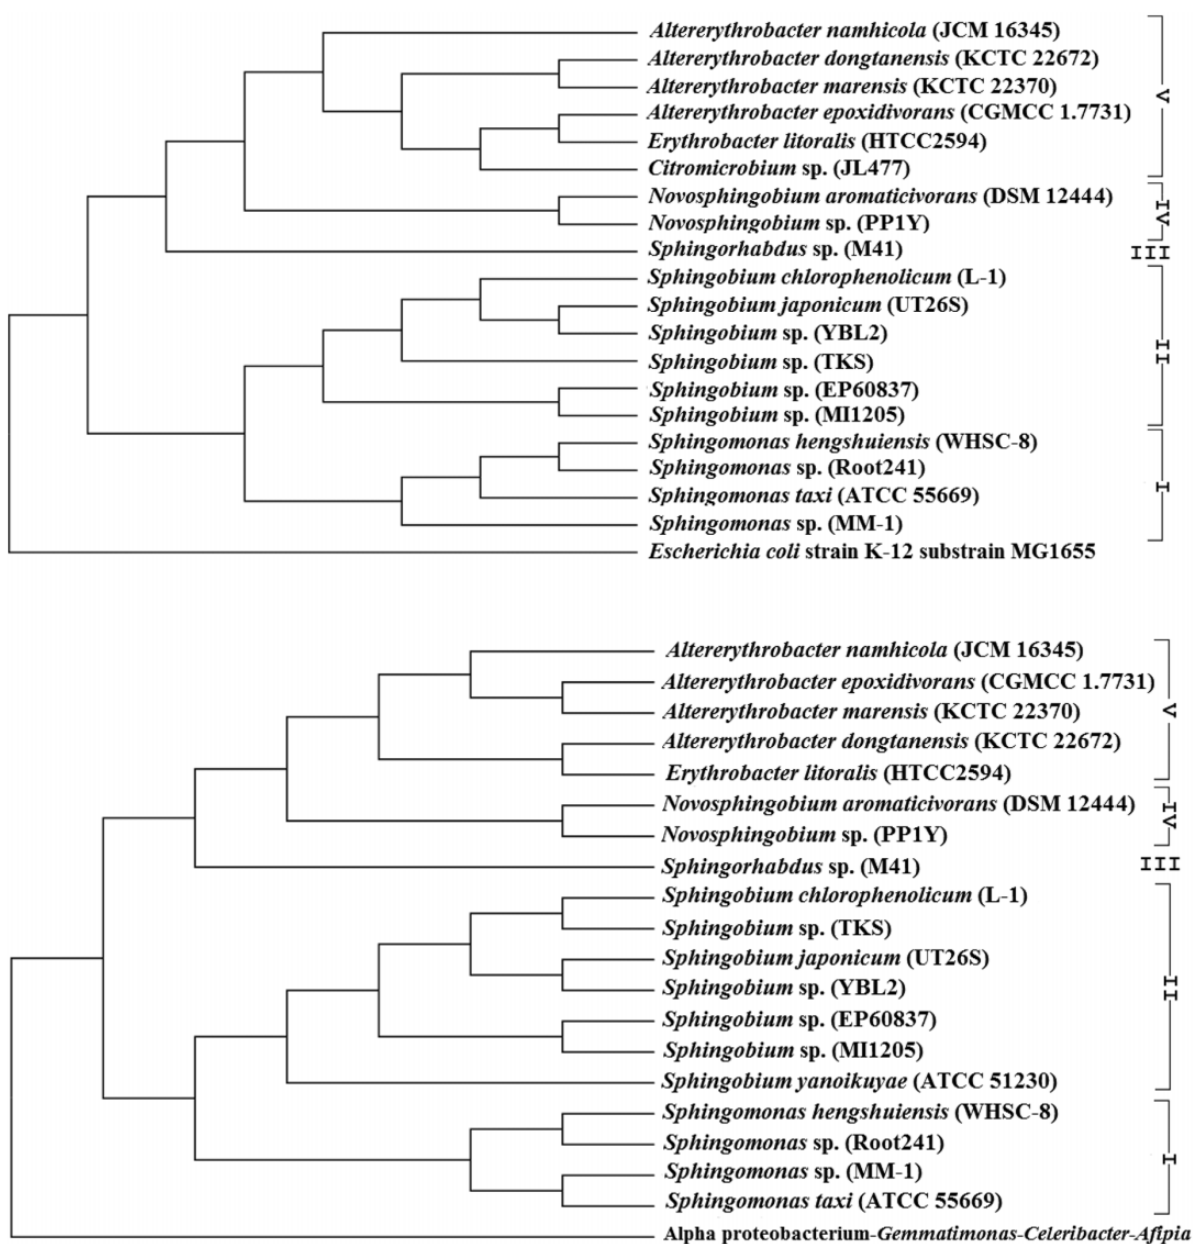 Altererythrobacter namhicola (JCM 16345)
Altererythrobacter dongtanensis (KCTC 22672)
Altererythrobacter marensis (KCTC 22370)
V
Altererythrobacter epoxidivorans (CGMCC 1.7731)
Erythrobacter litoralis (HTCC2594)
Citromicrobium sp. (JL477)
Novosphingobium aromaticivorans (DSM 12444)
IV
Novosphingobium sp. (PP1Y)
Sphingorhabdus sp. (M41)
III
Sphingobium chlorophenolicum (L-1)
Sphingobium japonicum (UT26S)
Sphingobium sp. (YBL2)
II
Sphingobium sp. (TKS)
Sphingobium sp. (EP60837)
Sphingobium sp. (MI1205)
Sphingomonas hengshuiensis (WHSC-8)
Sphingomonas sp. (Root241)
I
Sphingomonas taxi (ATCC 55669)
Sphingomonas sp. (MM-1)
Escherichia coli strain K-12 substrain MG1655
Altererythrobacter namhicola (JCM 16345)
Altererythrobacter epoxidivorans (CGMCC 1.7731)
Altererythrobacter marensis (KCTC 22370)
V
Altererythrobacter dongtanensis (KCTC 22672)
Erythrobacter litoralis (HTCC2594)
Novosphingobium aromaticivorans (DSM 12444)
IV
Novosphingobium sp. (PP1Y)
Sphingorhabdus sp. (M41)
III
Sphingobium chlorophenolicum (L-1)
Sphingobium sp. (TKS)
Sphingobium japonicum (UT26S)
Sphingobium sp. (YBL2)
II
Sphingobium sp. (EP60837)
Sphingobium sp. (MI1205)
Sphingobium yanoikuyae (ATCC 51230)
Sphingomonas hengshuiensis (WHSC-8)
Sphingomonas sp. (Root241)
I
Sphingomonas sp. (MM-1)
Sphingomonas taxi (ATCC 55669)
Alpha proteobacterium-Gemmatimonas-Celeribacter-Afipia